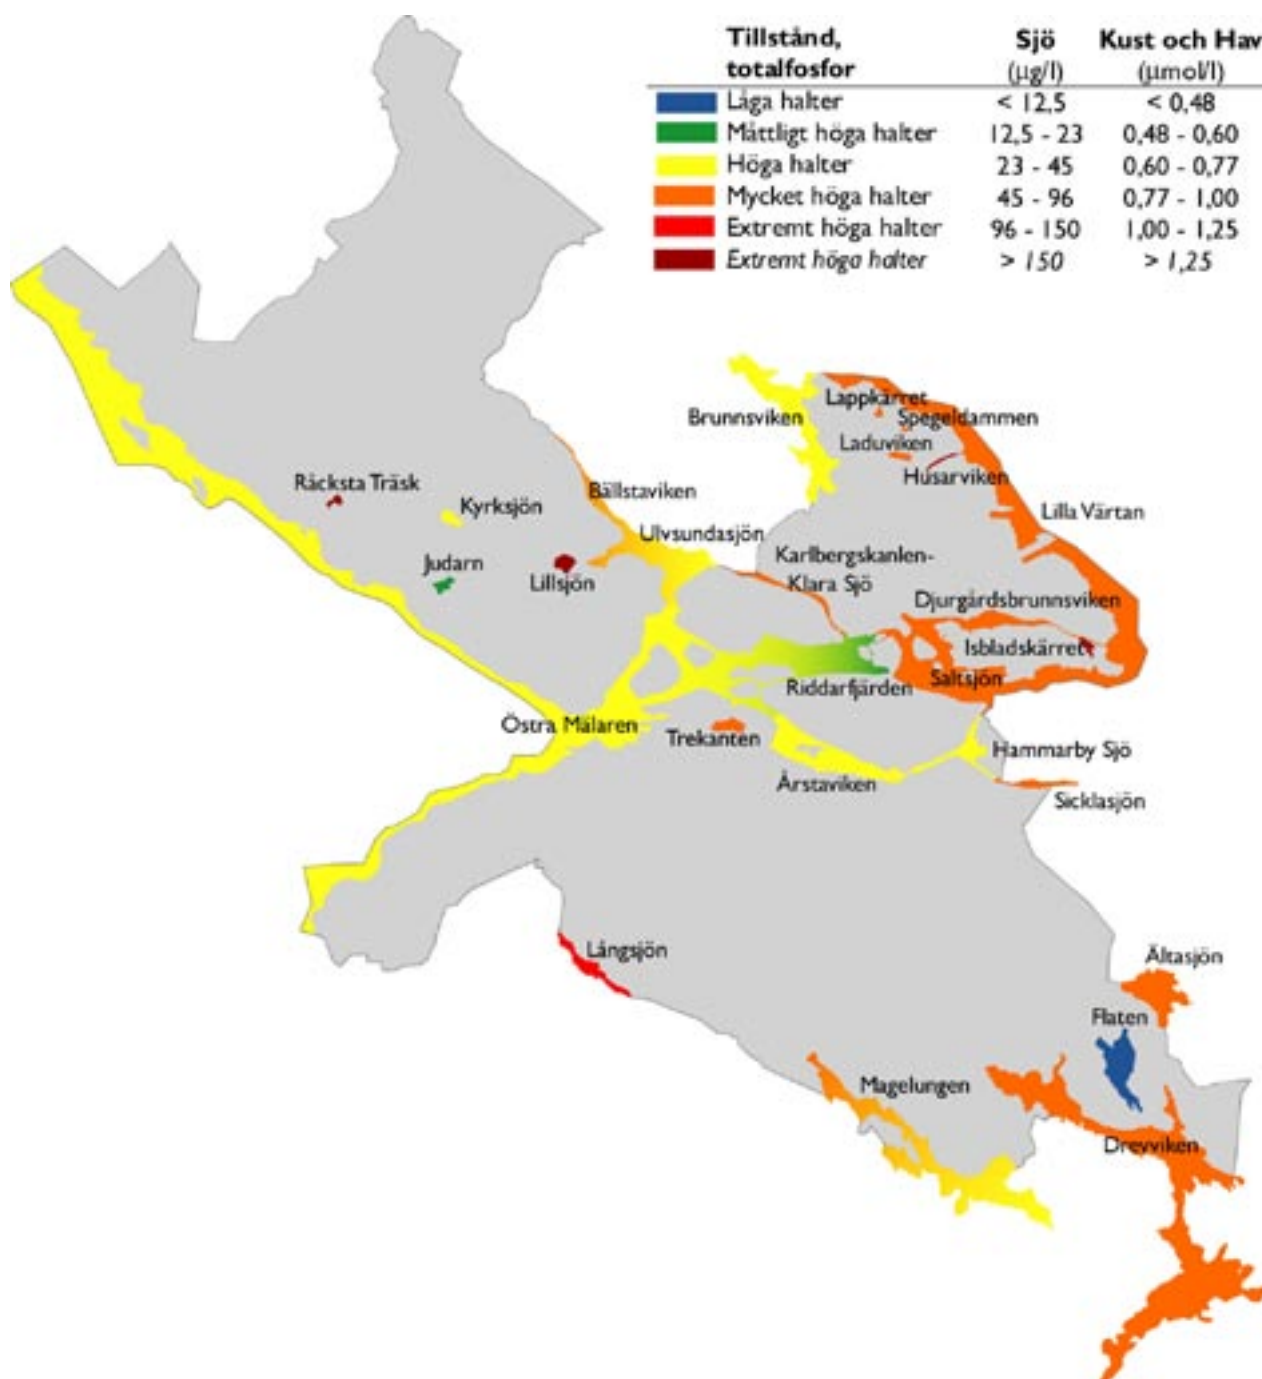 Tillstånd, Sjö Kust och Hav
totalfosfor (µg/l) (µmol/l)
Låga halter < 12,5 < 0,48
Måttligt höga halter 12,5 - 23 0,48 - 0,60
Höga halter 23 - 45 0,60 - 0,77
Mycket höga halter 45 - 96 0,77 - 1,00
Extremt höga halter 96 - 150 1,00 - 1,25
Extremt höga halter > 150 > 1,25
Lappkärret
Brunnsviken
Spegeldammen
Laduviken
Husarviken
Råcksta Träsk
Bällstaviken
Kyrksjön
Lilla Värtan
Ulvsundasjön
Karlbergskanlen-
Klara Sjö
Judarn
Lillsjön
Djurgårdsbrunnsviken
Isbladskärret
Saltsjön
Riddarfjärden
Östra Mälaren
Trekanten
Hammarby Sjö
Årstaviken
Sicklasjön
Långsjön
Ältasjön
Flaten
Magelungen
Drevviken